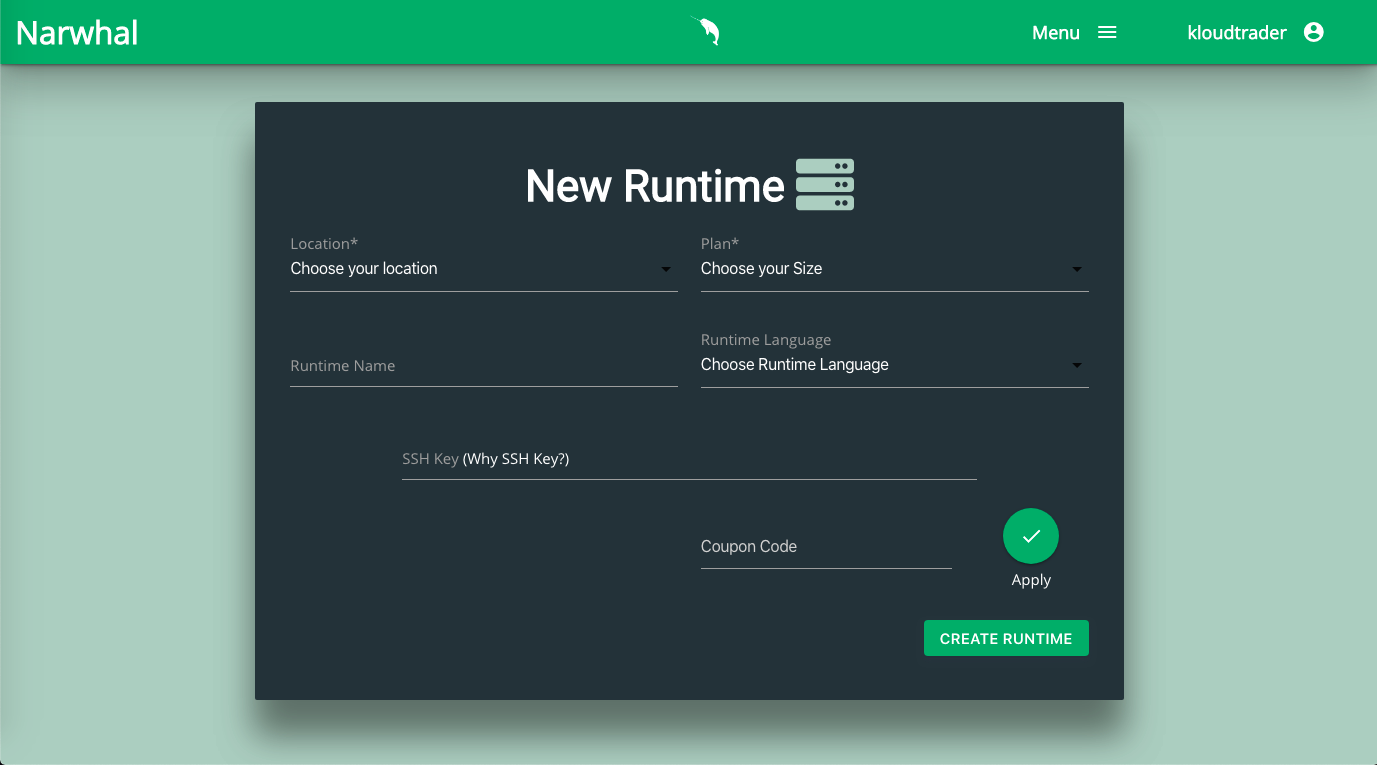 Narwhal
Menu
kloudtrader
New Runtime
Location*
Choose your location
Plan*
Choose your Size
Runtime Name
Runtime Language
Choose Runtime Language
SSH Key (Why SSH Key?)
Coupon Code
Apply
CREATE RUNTIME